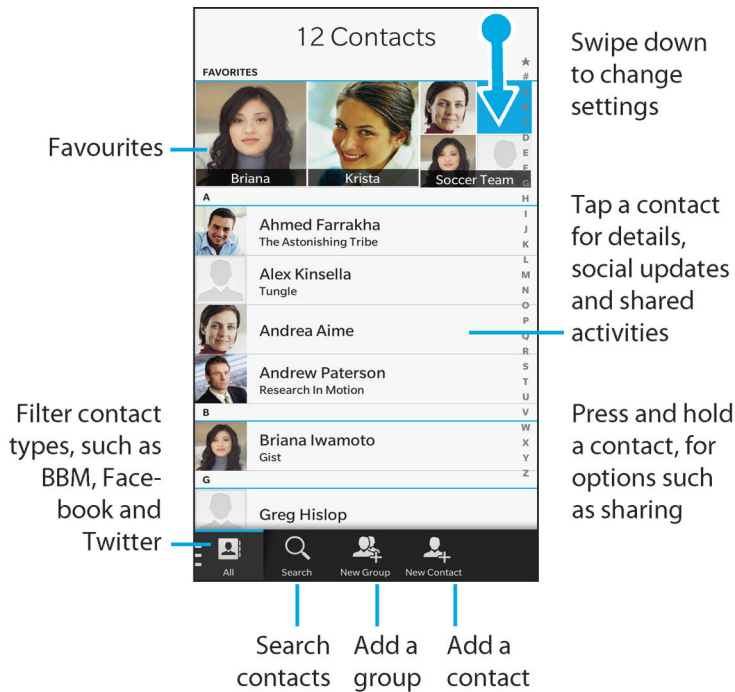 12 Contacts
FAVORITES
Briana
Krista
Soccer Team
A
Ahmed Farrakha
The Astonishing Tribe
Alex Kinsella
Tungle
Andrea Aime
Andrew Paterson
Research In Motion
B
Briana Iwamoto
Gist
G
Greg Hislop
All
Search
New Group
New Contact
#
A
B
C
D
E
F
G
H
I
J
K
L
M
N
O
P
Q
R
S
T
U
V
W
X
Y
Z
Favourites
Filter contact
types, such as
BBM, Face-
book and
Twitter
Swipe down
to change
settings
Tap a contact
for details,
social updates
and shared
activities
Press and hold
a contact, for
options such
as sharing
Search
contacts
Add a
group
Add a
contact